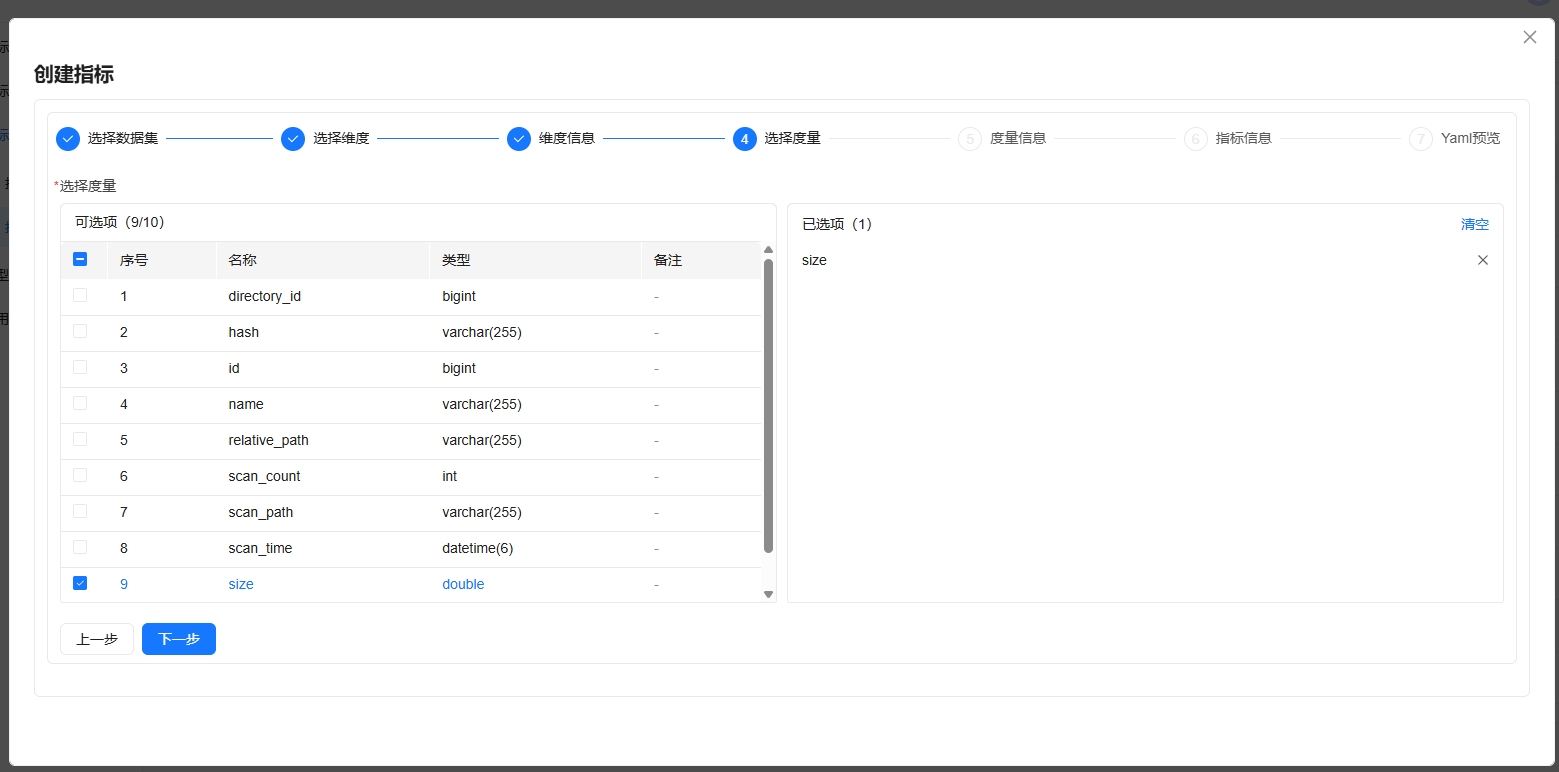 创建指标
选择数据集 选择维度 维度信息 4 选择度量 5 度量信息 6 指标信息 7 Yaml预览
*选择度量
可选项（9/10）
序号 名称 类型 备注
1 directory_id bigint -
2 hash varchar(255) -
3 id bigint -
4 name varchar(255) -
5 relative_path varchar(255) -
6 scan_count int -
7 scan_path varchar(255) -
8 scan_time datetime(6) -
9 size double -
已选项（1） 清空
size
上一步 下一步